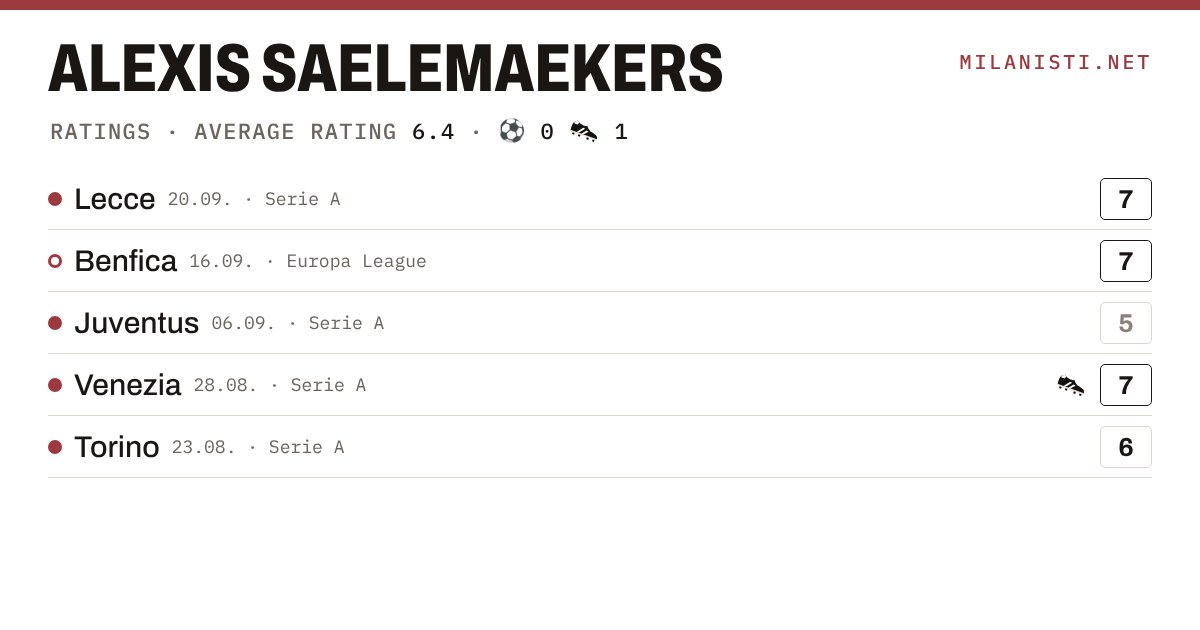 ALEXIS SAELEMAEKERS
MILANISTI.NET
RATINGS · AVERAGE RATING 6.4 · ⚽ 0 1
Lecce 20.09. · Serie A 7
Benfica 16.09. · Europa League 7
Juventus 06.09. · Serie A 5
Venezia 28.08. · Serie A 7
Torino 23.08. · Serie A 6